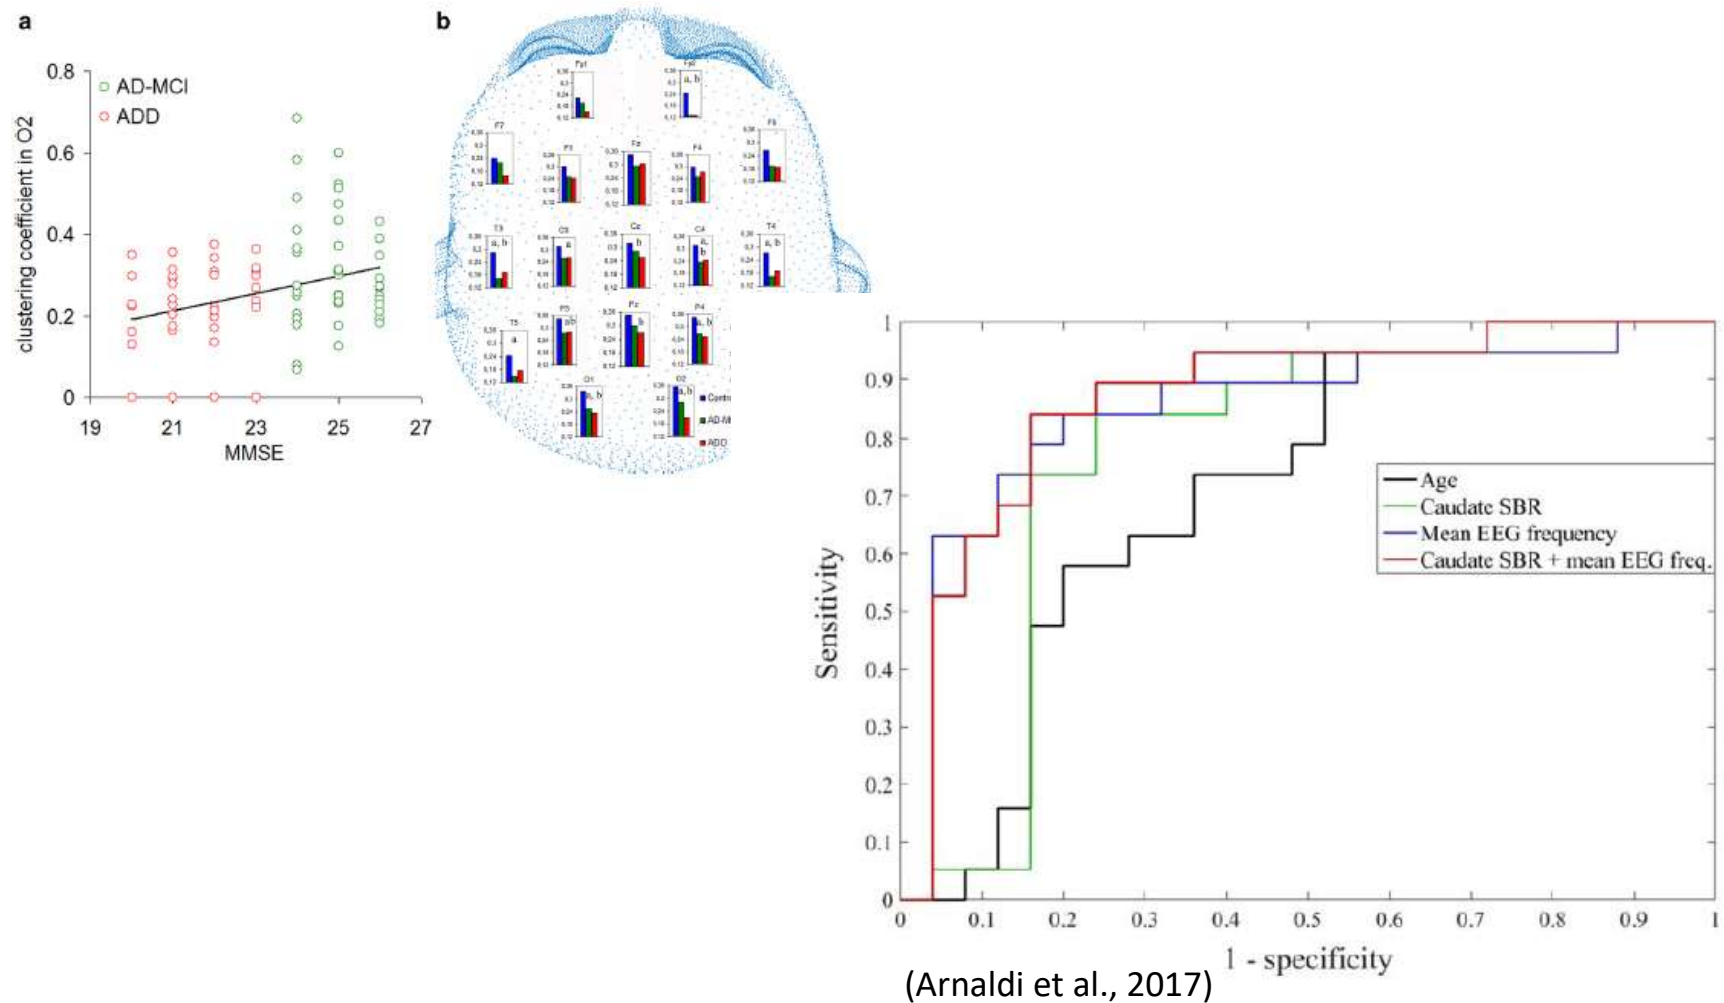 a
b
0.8
0.6
0.4
0.2
0
clustering coefficient in O2
AD-MCI
ADD
19 21 23 25 27
MMSE
Fp1
a, b
F7
F3
Fz
F4
F8
T3
a, b
C3
a
Cz
b
C4
a, b
T4
a, b
T5
a
P3
a,b
Pz
b
P4
a, b
O1
a, b
O2
a, b
Contr
AD-M
ADD
1
0.9
0.8
0.7
0.6
0.5
0.4
0.3
0.2
0.1
0
Sensitivity
Age
Caudate SBR
Mean EEG frequency
Caudate SBR + mean EEG freq.
0 0.1 0.2 0.3 0.4 0.5 0.6 0.7 0.8 0.9 1
1 - specificity
(Arnaldi et al., 2017)